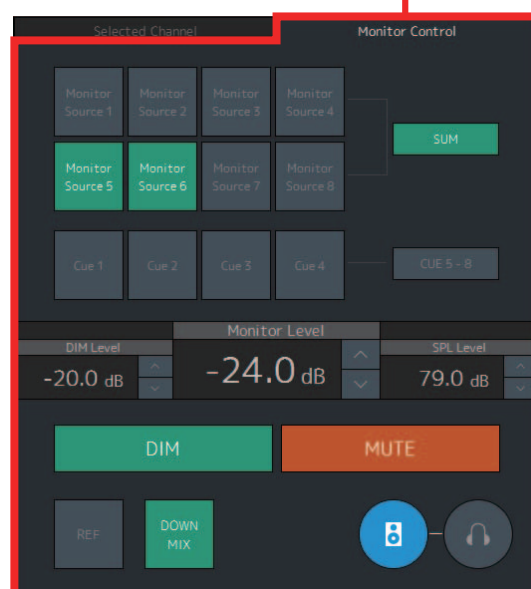 Selected Channel
Monitor Control
Monitor Source 1
Monitor Source 2
Monitor Source 3
Monitor Source 4
SUM
Monitor Source 5
Monitor Source 6
Monitor Source 7
Monitor Source 8
Cue 1
Cue 2
Cue 3
Cue 4
CUE 5 - 8
Monitor Level
DIM Level
SPL Level
-20.0 dB
-24.0 dB
79.0 dB
DIM
MUTE
REF
DOWN
MIX